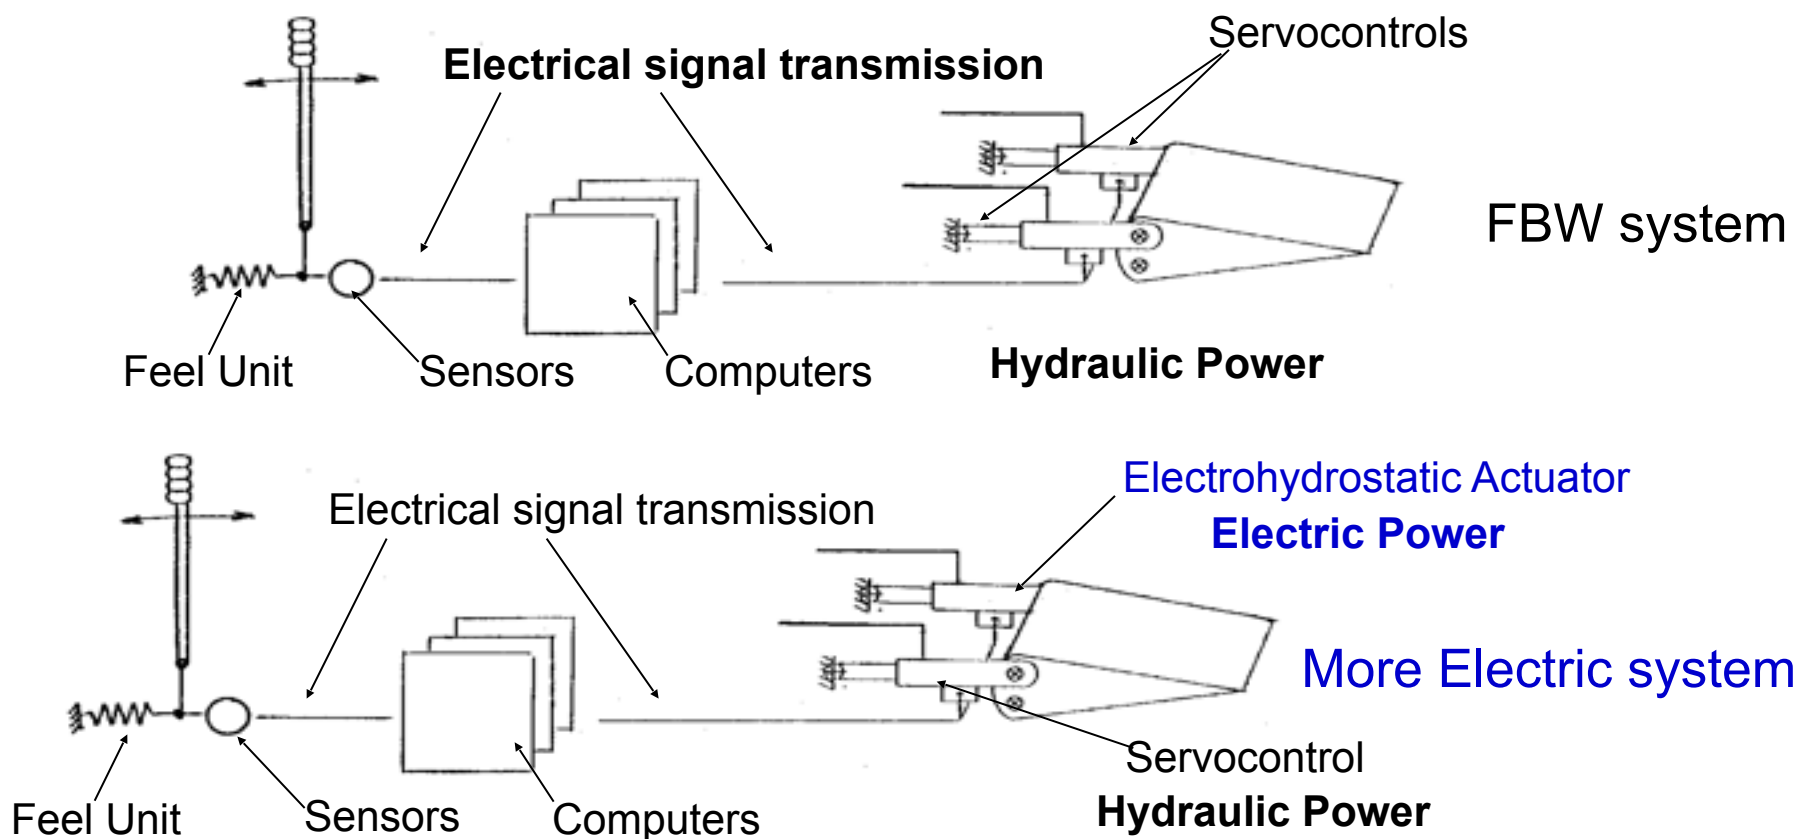 Servocontrols
Electrical signal transmission
FBW system
Feel Unit
Sensors
Computers
Hydraulic Power
Electrohydrostatic Actuator
Electric Power
Electrical signal transmission
More Electric system
Servocontrol
Hydraulic Power
Feel Unit
Sensors
Computers